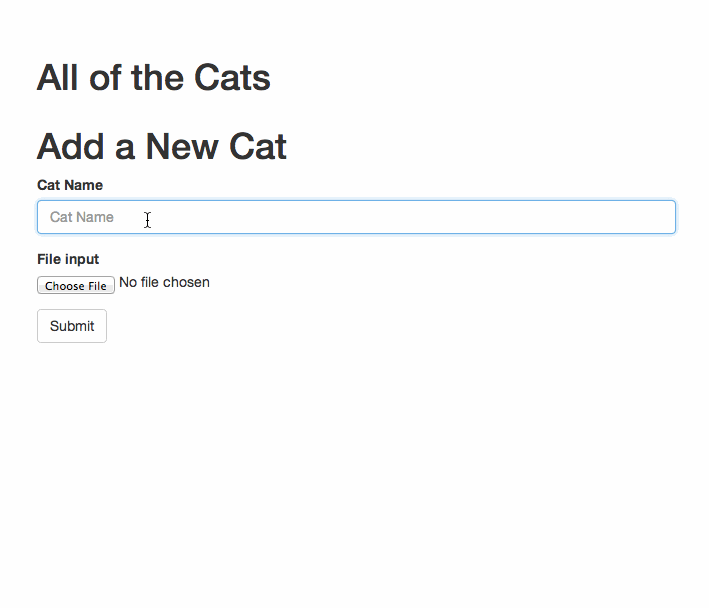 All of the Cats
Add a New Cat
Cat Name
Cat Name
File input
Choose File No file chosen
Submit